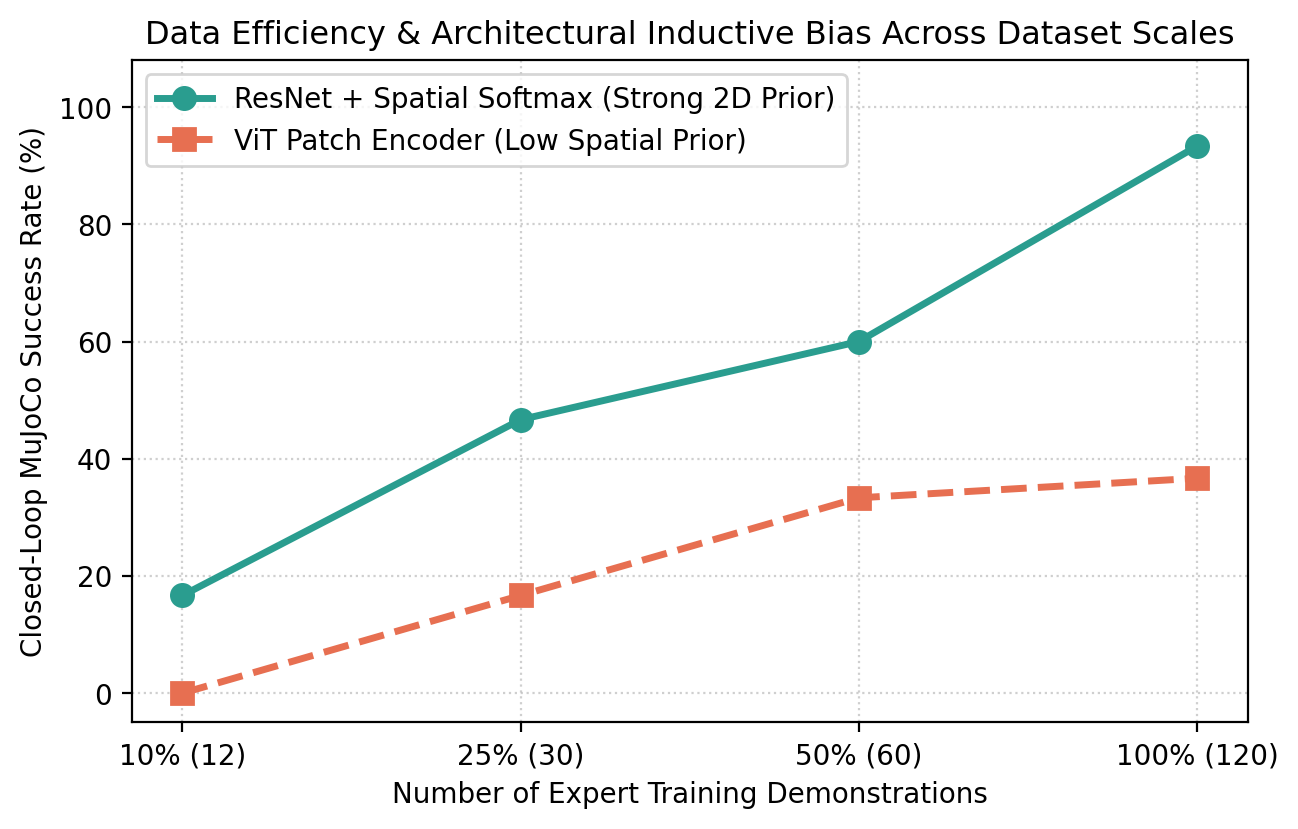 Data Efficiency & Architectural Inductive Bias Across Dataset Scales
ResNet + Spatial Softmax (Strong 2D Prior)
ViT Patch Encoder (Low Spatial Prior)
Closed-Loop MuJoCo Success Rate (%)
100
80
60
40
20
0
10% (12)
25% (30)
50% (60)
100% (120)
Number of Expert Training Demonstrations